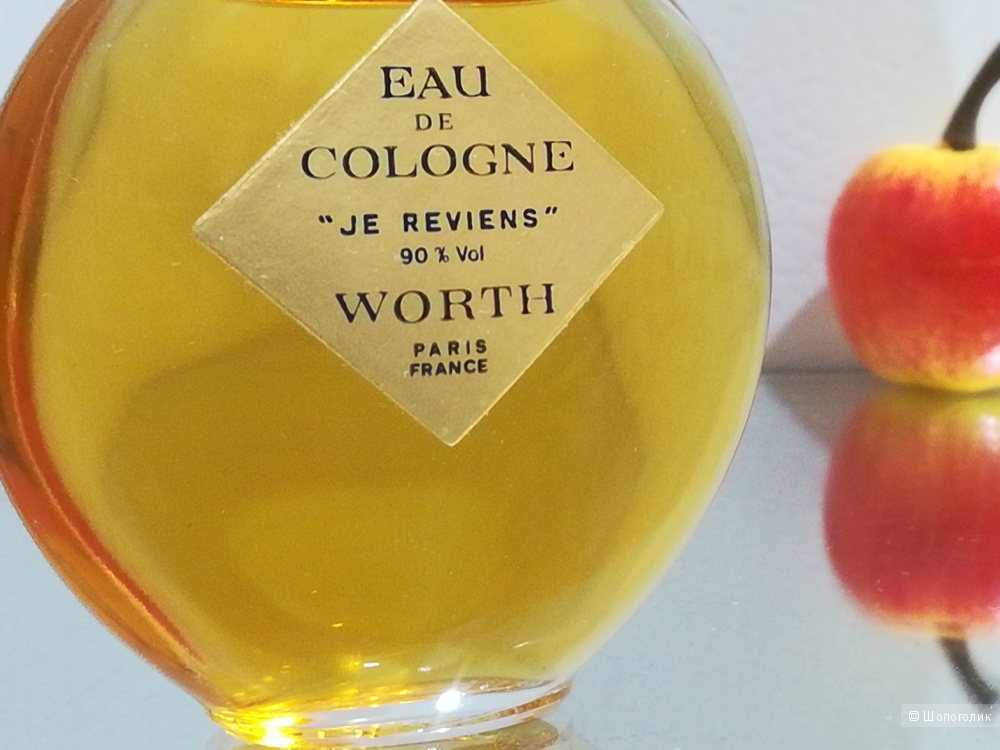 EAU
DE
COLOGNE
"JE REVIENS"
90 % Vol
WORTH
PARIS
FRANCE
© Шопоголик